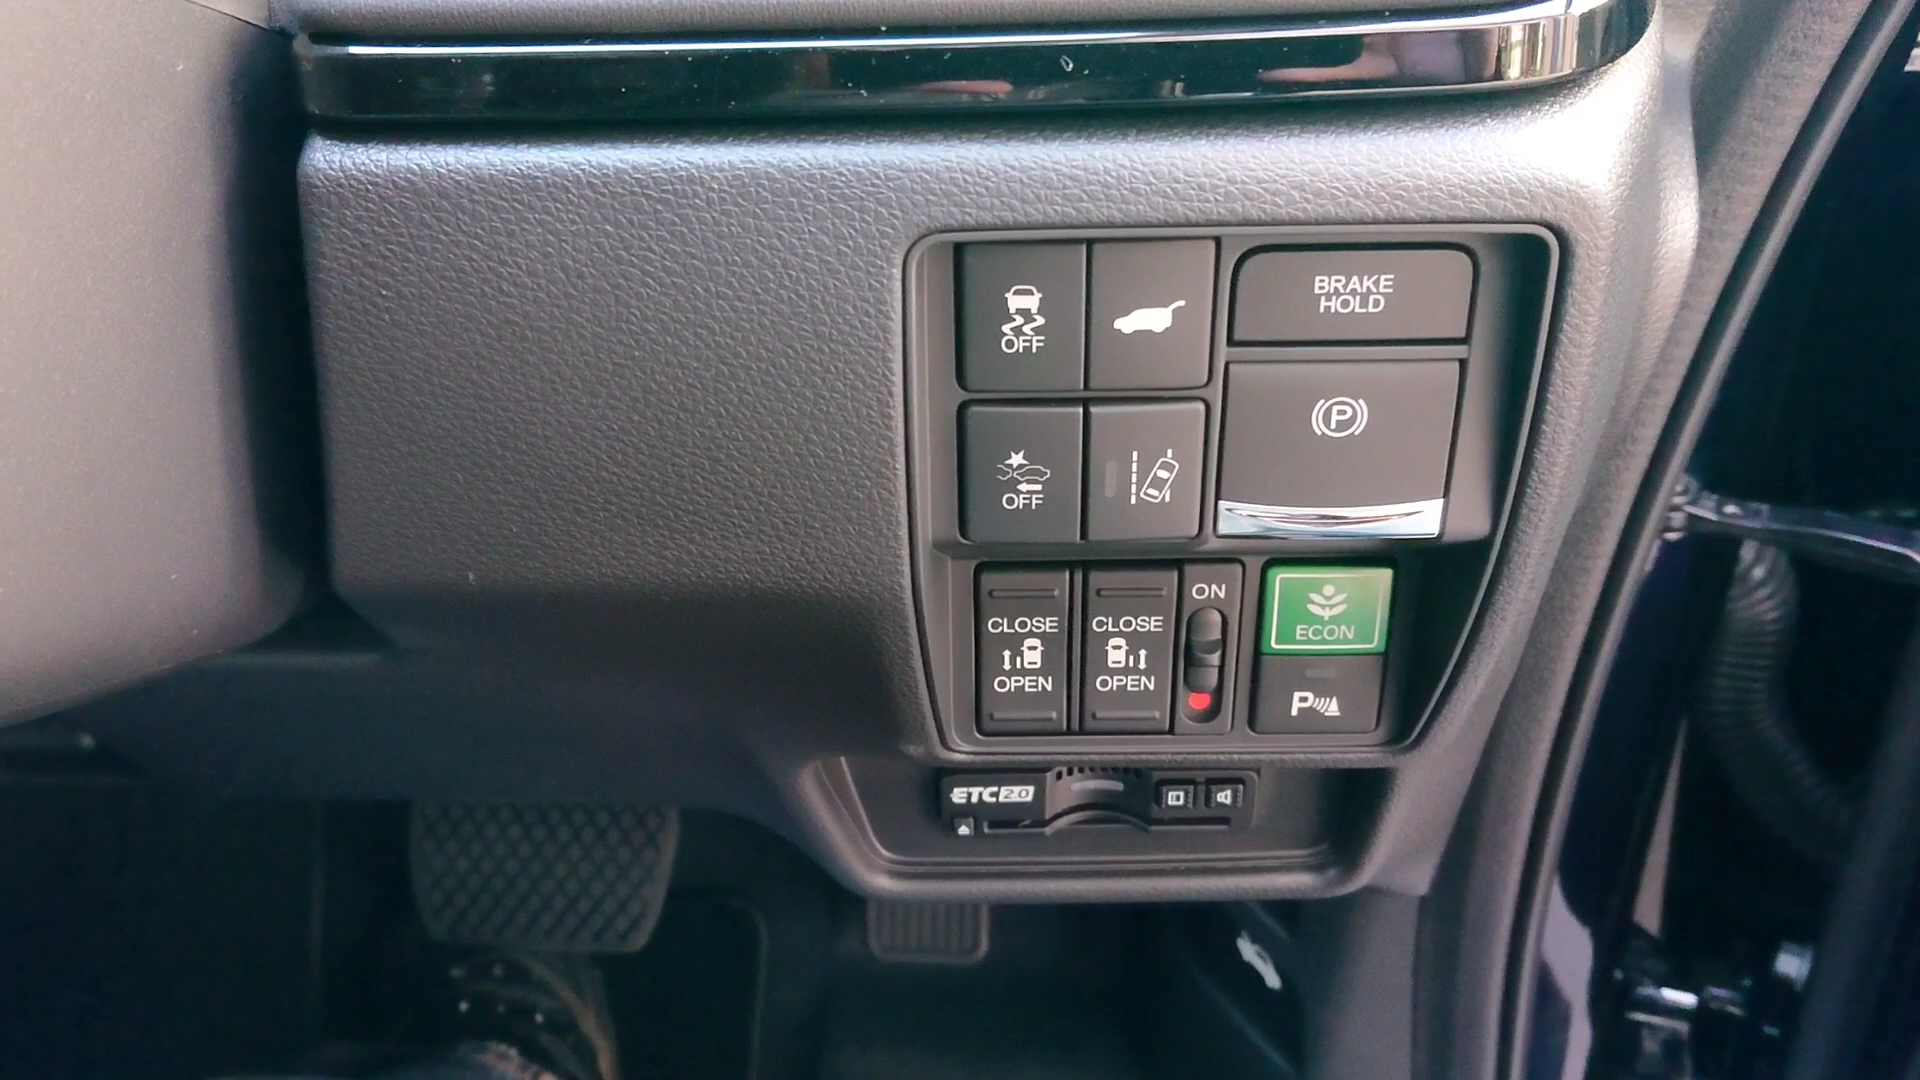 OFF
BRAKE
HOLD
P
OFF
CLOSE
OPEN
CLOSE
OPEN
ON
ECON
P
ETC2.0